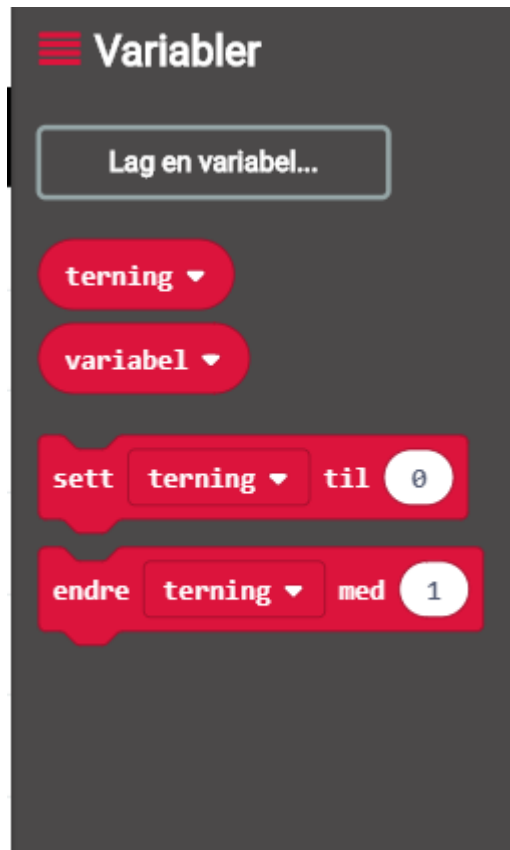 Variabler
Lag en variabel...
terning
variabel
sett terning til 0
endre terning med 1